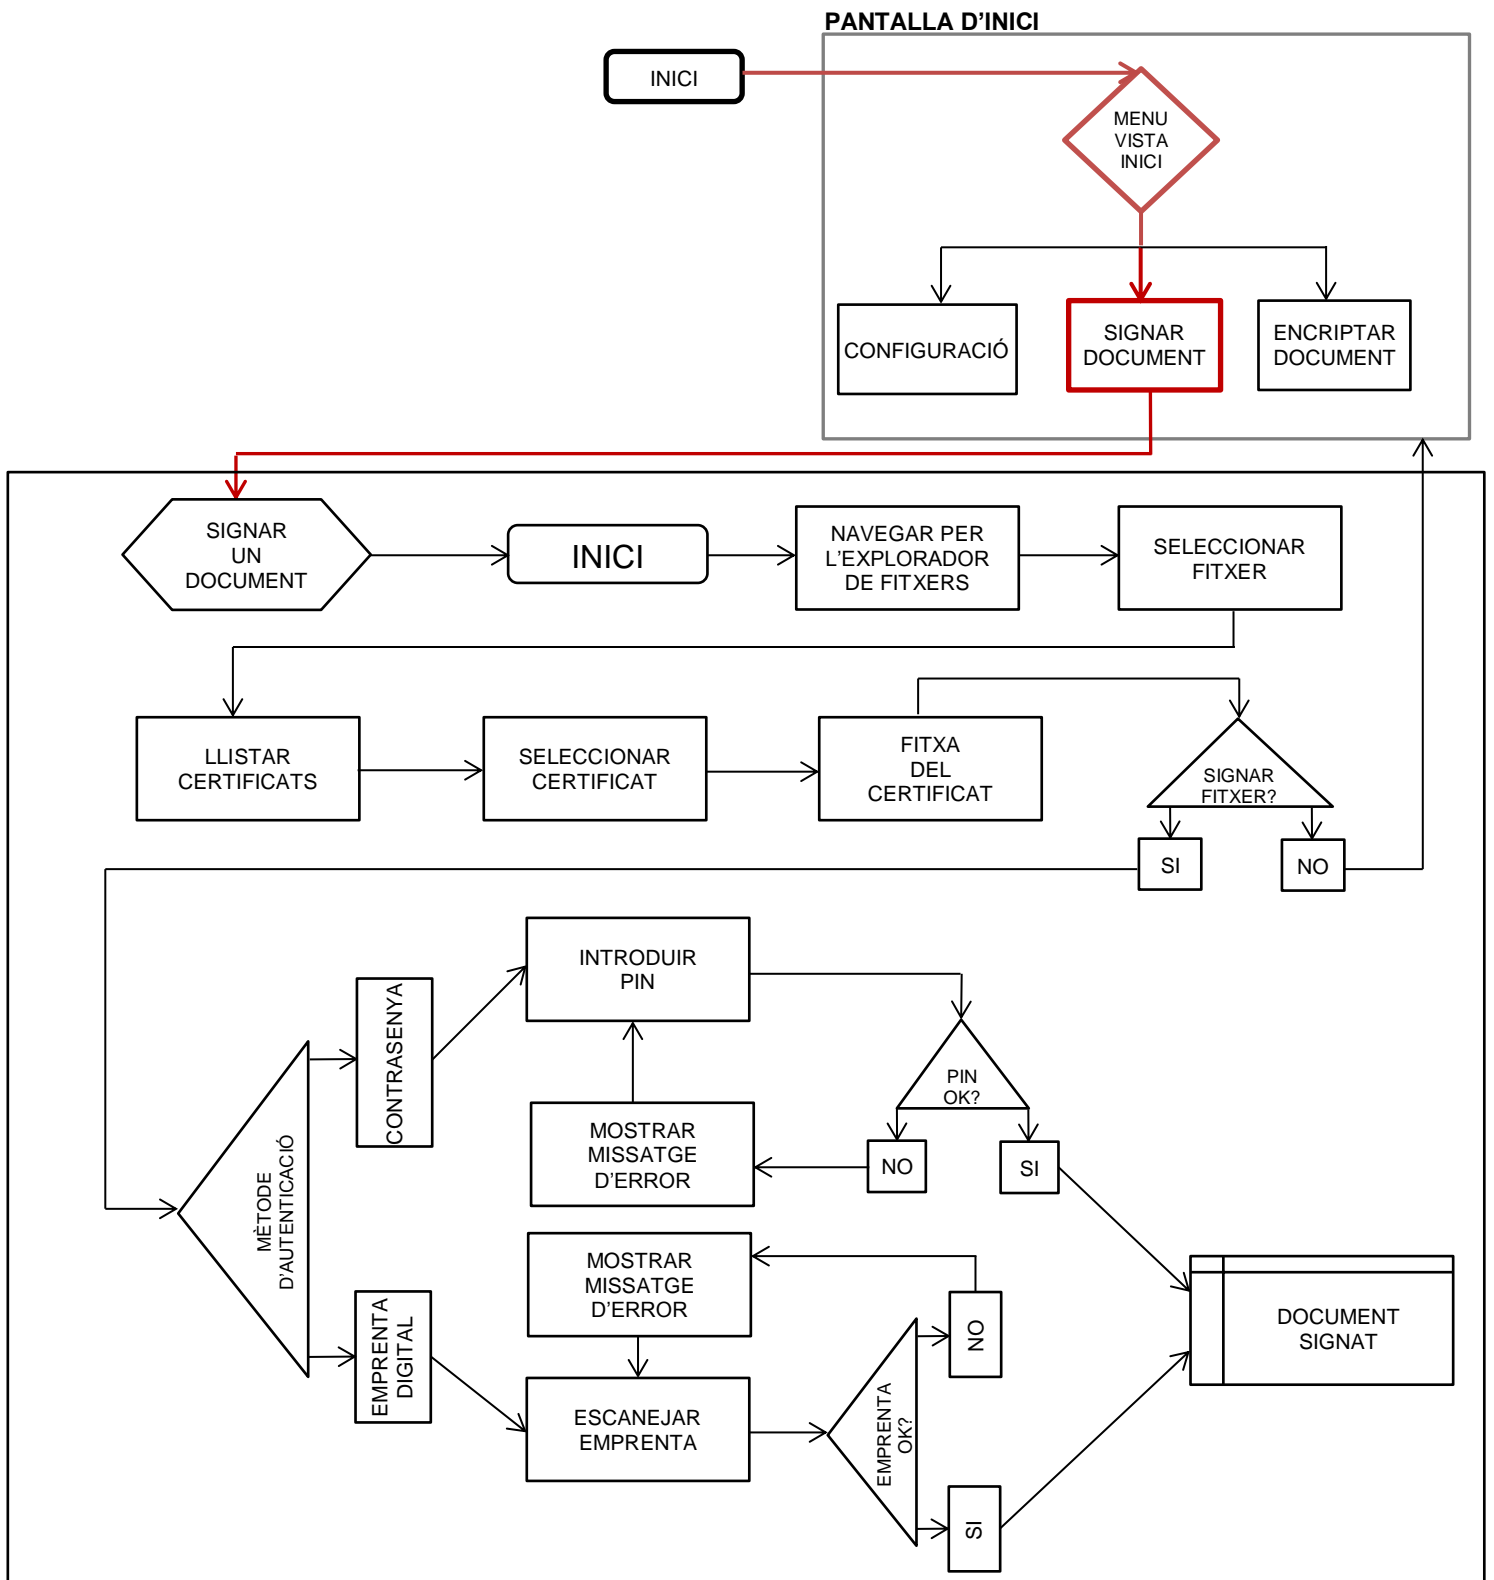 PANTALLA D'INICI
INICI
MENU
VISTA
INICI
CONFIGURACIÓ
SIGNAR
DOCUMENT
ENCRIPTAR
DOCUMENT
SIGNAR
UN
DOCUMENT
INICI
NAVEGAR PER
L'EXPLORADOR
DE FITXERS
SELECCIONAR
FITXER
LLISTAR
CERTIFICATS
SELECCIONAR
CERTIFICAT
FITXA
DEL
CERTIFICAT
SIGNAR
FITXER?
SI
NO
INTRODUIR
PIN
CONTRASENYA
PIN
OK?
MOSTRAR
MISSATGE
D'ERROR
NO
SI
MÈTODE
D'AUTENTICACIÓ
MOSTRAR
MISSATGE
D'ERROR
NO
DOCUMENT
SIGNAT
EMPRENTA
DIGITAL
ESCANEJAR
EMPRENTA
EMPRENTA
OK?
SI